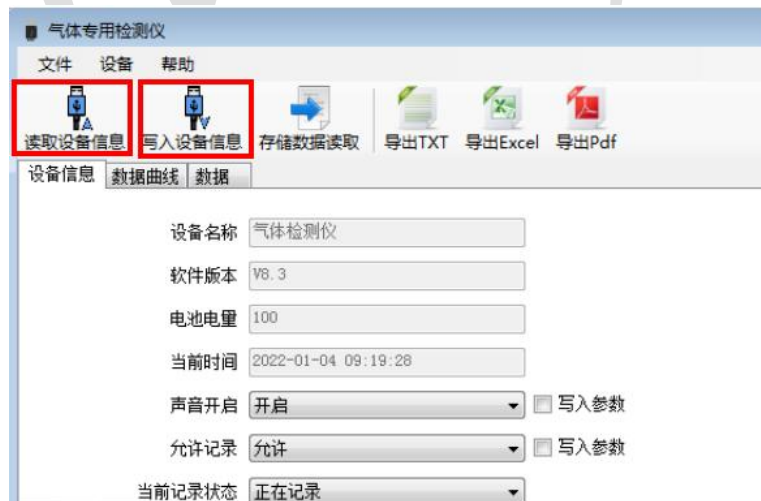 气体专用检测仪
文件 设备 帮助
读取设备信息 写入设备信息 存储数据读取 导出TXT 导出Excel 导出Pdf
设备信息 数据曲线 数据
设备名称 气体检测仪
软件版本 V8.3
电池电量 100
当前时间 2022-01-04 09:19:28
声音开启 开启 写入参数
允许记录 允许 写入参数
当前记录状态 正在记录